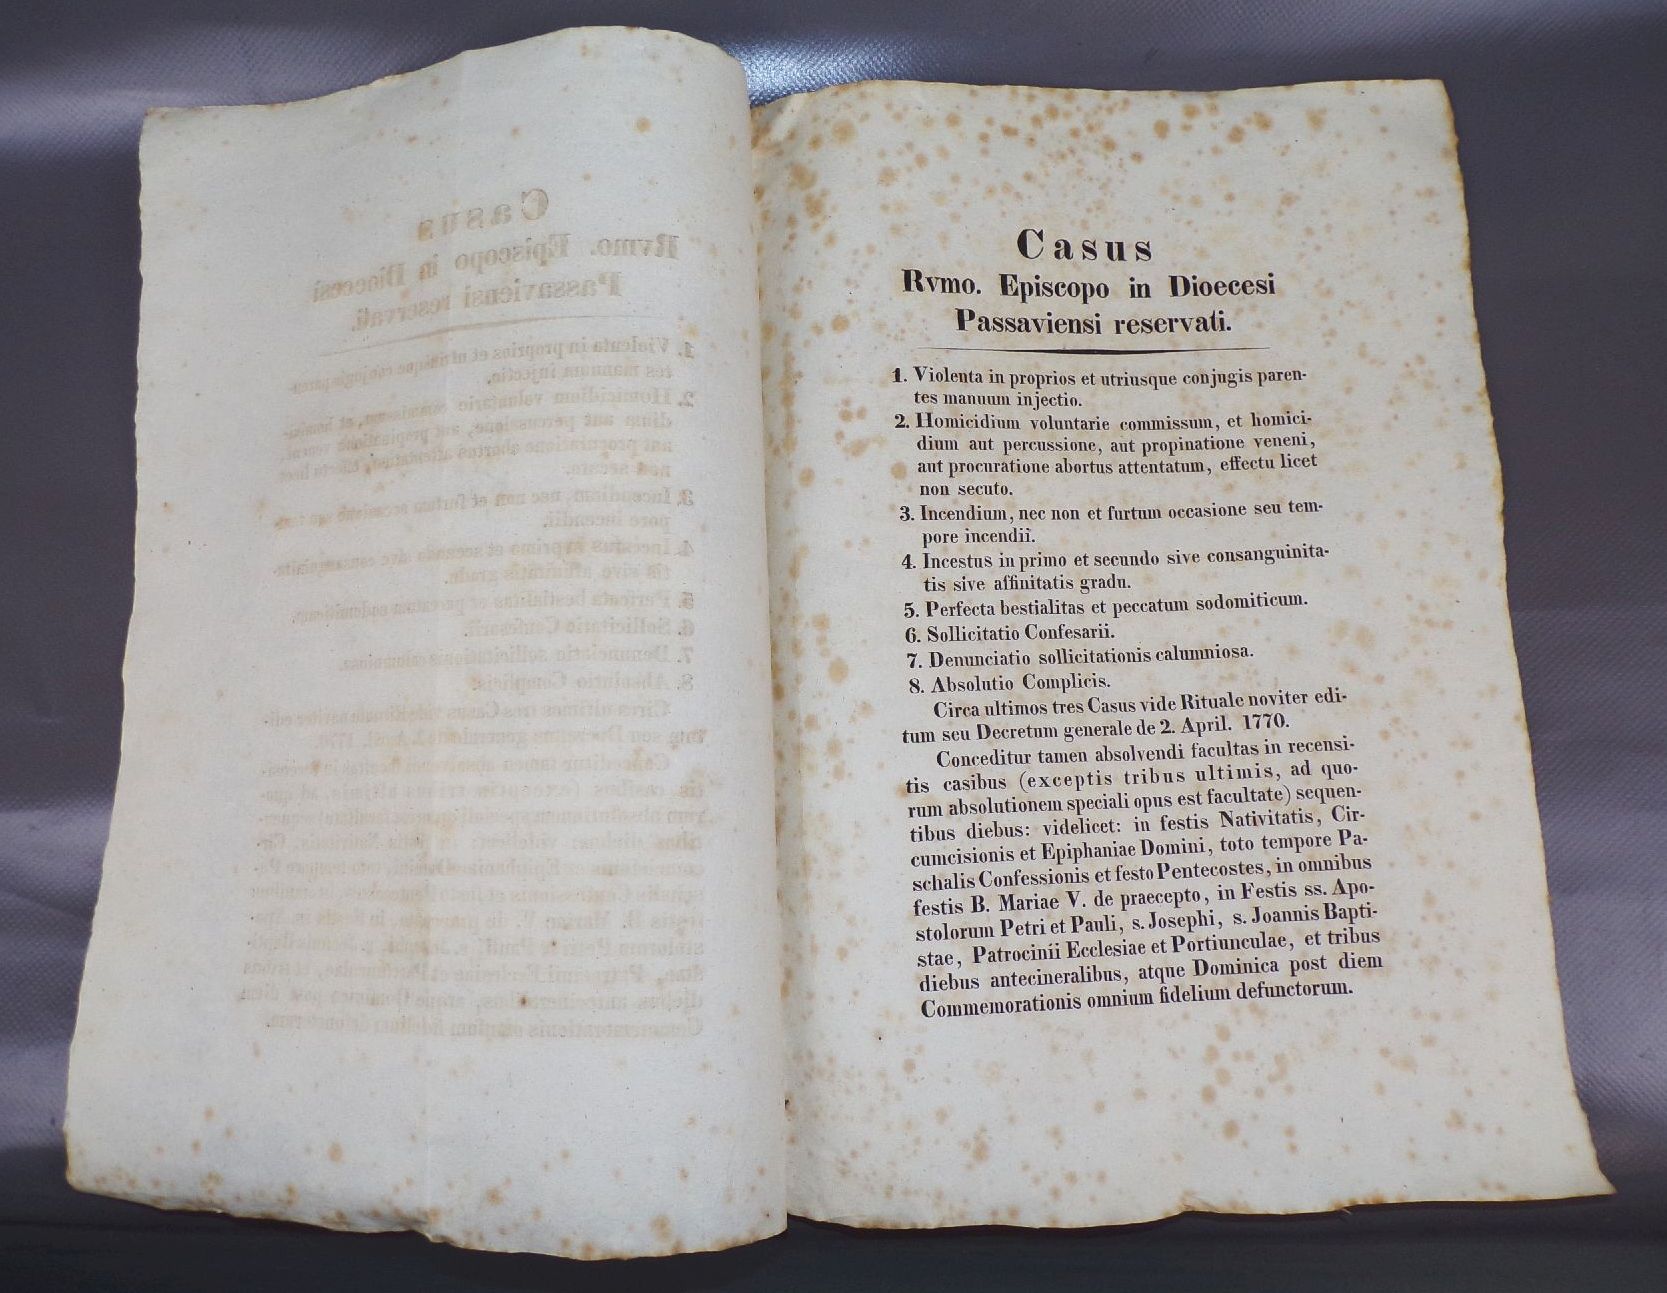 Casus
Rvmo. Episcopo in Dioecesi
Passaviensi reservati.
1. Violenta in proprios et utriusque conjugis paren-
tes manuum injectio.
2. Homicidium voluntarie commissum, et homici-
dium aut percussione, aut propinatione veneni,
aut procuratione abortus attentatum, effectu licet
non secuto.
3. Incendium, nec non et furtum occasione seu tem-
pore incendii.
4. Incestus in primo et secundo sive consanguinita-
tis sive affinitatis gradu.
5. Perfecta bestialitas et peccatum sodomiticum.
6. Sollicitatio Confesarii.
7. Denunciatio sollicitationis calumniosa.
8. Absolutio Complicis.
Circa ultimos tres Casus vide Rituale noviter edi-
tum seu Decretum generale de 2. April. 1770.
Conceditur tamen absolvendi facultas in recensi-
tis casibus (exceptis tribus ultimis, ad quo-
rum absolutionem speciali opus est facultate) sequen-
tibus diebus: videlicet: in festis Nativitatis, Cir-
cumcisionis et Epiphaniae Domini, toto tempore Pa-
schalis Confessionis et festo Pentecostes, in omnibus
festis B. Mariae V. de praecepto, in Festis ss. Apo-
stolorum Petri et Pauli, s. Josephi, s. Joannis Bapti-
stae, Patrocinii Ecclesiae et Portiunculae, et tribus
diebus antecineralibus, atque Dominica post diem
Commemorationis omnium fidelium defunctorum.